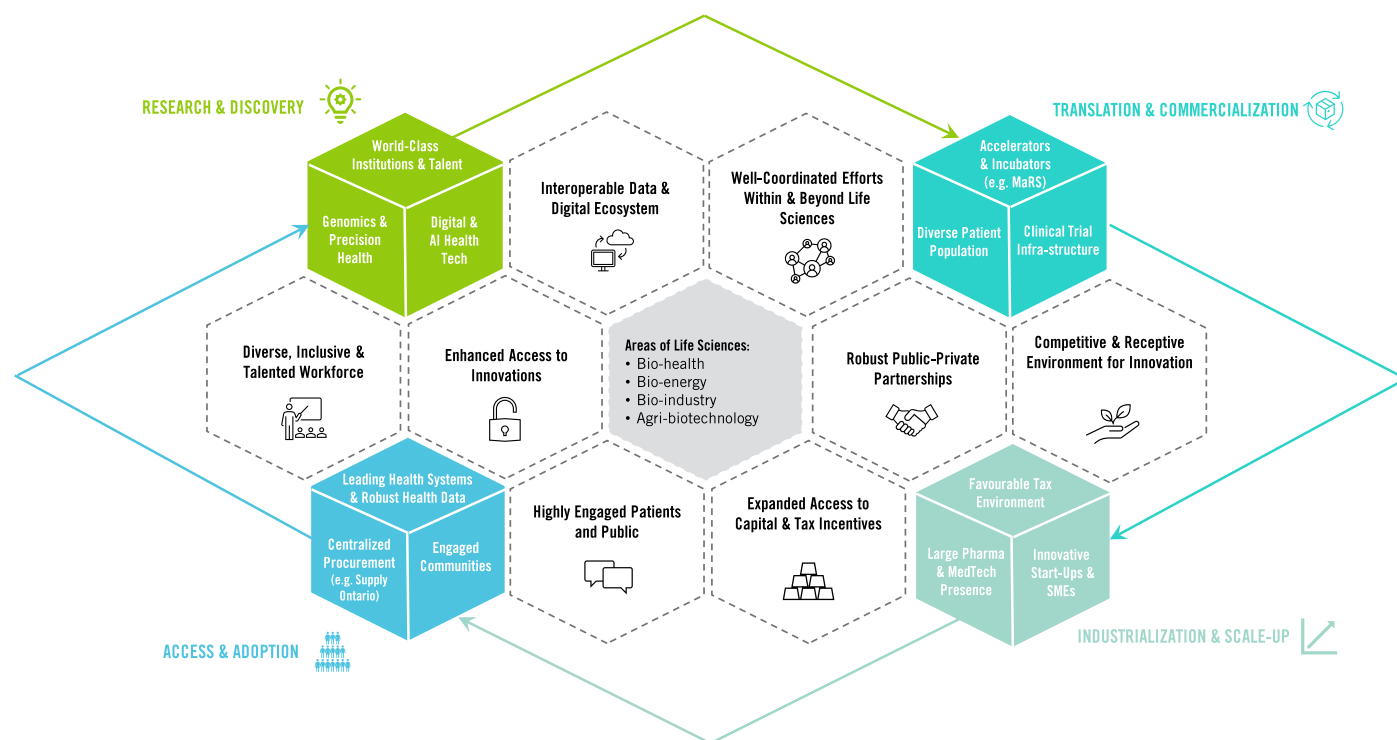 RESEARCH & DISCOVERY
TRANSLATION & COMMERCIALIZATION
World-Class
Institutions & Talent
Genomics &
Precision
Health
Digital &
AI Health
Tech
Interoperable Data &
Digital Ecosystem
Well-Coordinated Efforts
Within & Beyond Life
Sciences
Accelerators
& Incubators
(e.g. MaRS)
Diverse Patient
Population
Clinical Trial
Infra-structure
Diverse, Inclusive &
Talented Workforce
Enhanced Access to
Innovations
Areas of Life Sciences:
• Bio-health
• Bio-energy
• Bio-industry
• Agri-biotechnology
Robust Public-Private
Partnerships
Competitive & Receptive
Environment for Innovation
Leading Health Systems
& Robust Health Data
Centralized
Procurement
(e.g. Supply
Ontario)
Engaged
Communities
Highly Engaged Patients
and Public
Expanded Access to
Capital & Tax Incentives
Favourable Tax
Environment
Large Pharma
& MedTech
Presence
Innovative
Start-Ups &
SMEs
ACCESS & ADOPTION
INDUSTRIALIZATION & SCALE-UP